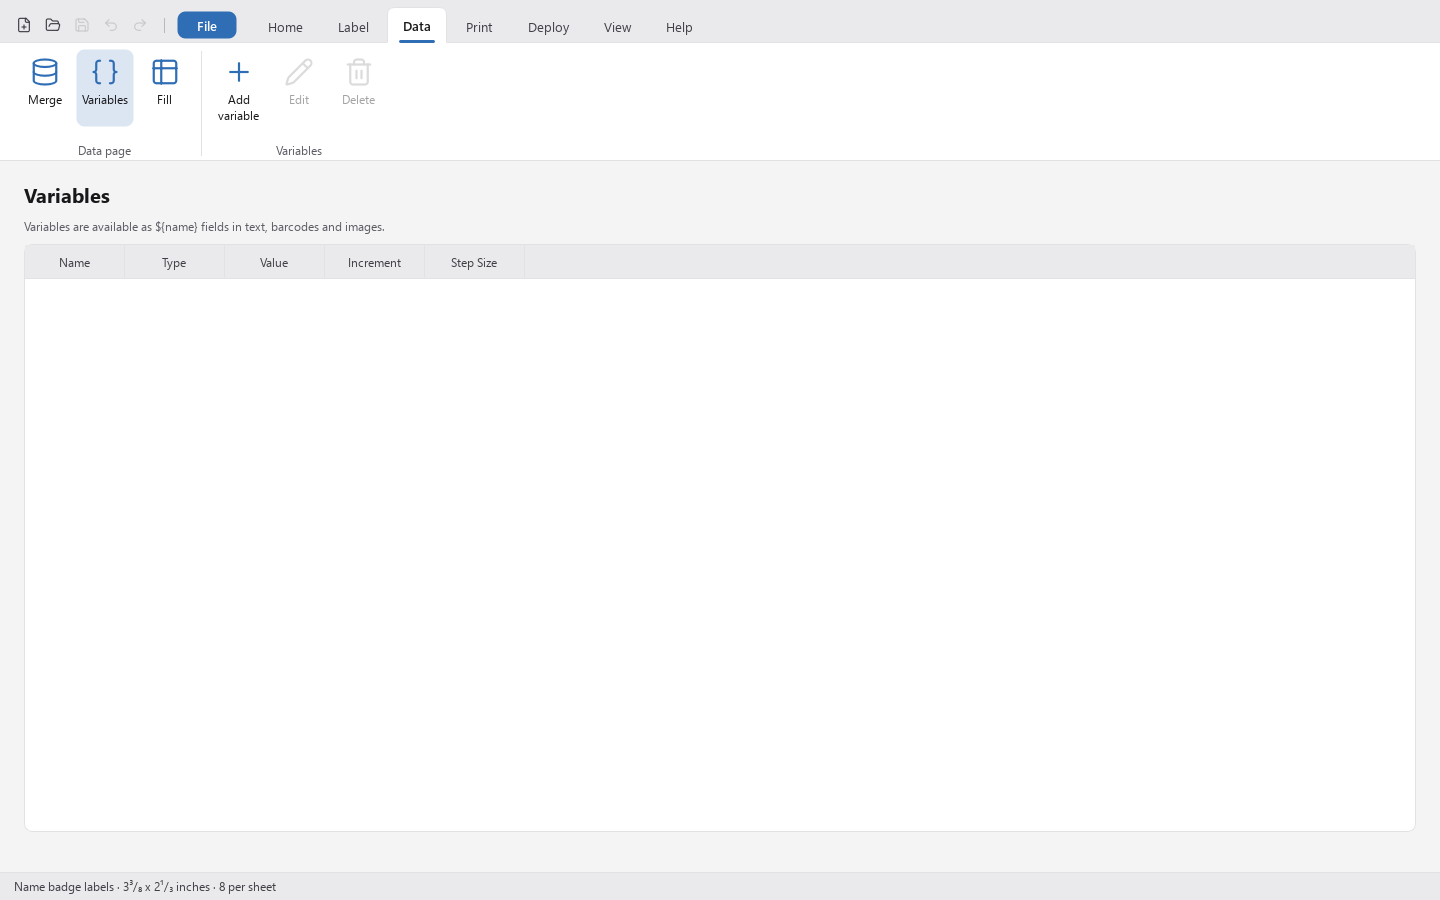 File Home Label Data Print Deploy View Help
Merge Variables Fill Add variable Edit Delete
Data page Variables
Variables
Variables are available as ${name} fields in text, barcodes and images.
Name Type Value Increment Step Size
Name badge labels · 3³/₈ x 2¹/₃ inches · 8 per sheet